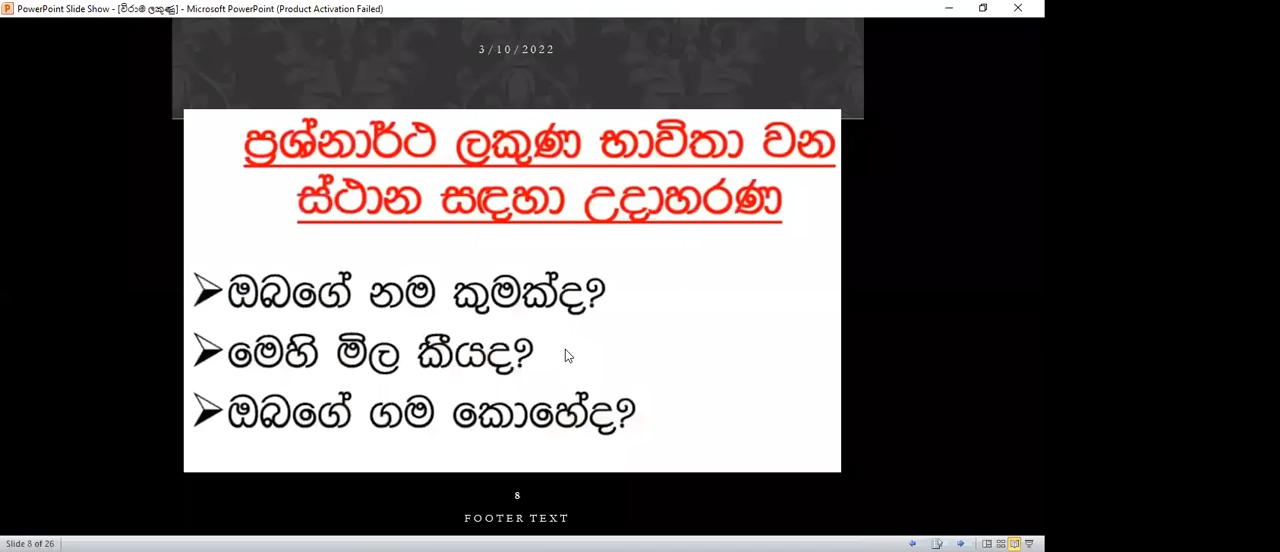 PowerPoint Slide Show - [විරාම ලකුණු] - Microsoft PowerPoint (Product Activation Failed)
3/10/2022
ප්‍රශ්නාර්ථ ලකුණ භාවිතා වන
ස්ථාන සඳහා උදාහරණ
➢ඔබගේ නම කුමක්ද?
➢මෙහි මිල කීයද?
➢ඔබගේ ගම කොහේද?
8
FOOTER TEXT
Slide 8 of 26